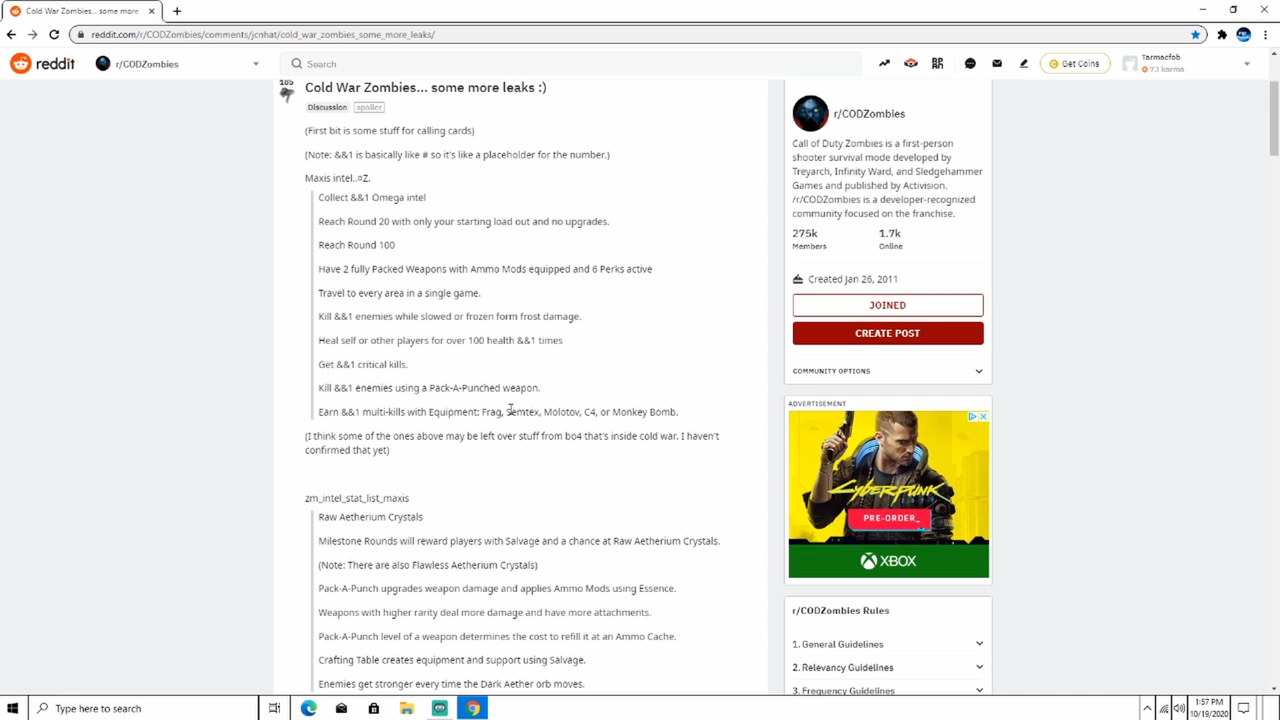 Cold War Zombies... some more
reddit.com/r/CODZombies/comments/jcnhat/cold_war_zombies_some_more_leaks/
reddit
r/CODZombies
Search
Get Coins
Tarmacfob
73 karma
Cold War Zombies... some more leaks :)
Discussion spoiler
(First bit is some stuff for calling cards)
(Note: &&1 is basically like # so it's like a placeholder for the number.)
Maxis intel..¤Z.
Collect &&1 Omega intel
Reach Round 20 with only your starting load out and no upgrades.
Reach Round 100
Have 2 fully Packed Weapons with Ammo Mods equipped and 6 Perks active
Travel to every area in a single game.
Kill &&1 enemies while slowed or frozen form frost damage.
Heal self or other players for over 100 health &&1 times
Get &&1 critical kills.
Kill &&1 enemies using a Pack-A-Punched weapon.
Earn &&1 multi-kills with Equipment: Frag, Semtex, Molotov, C4, or Monkey Bomb.
(I think some of the ones above may be left over stuff from bo4 that's inside cold war. I haven't
confirmed that yet)
zm_intel_stat_list_maxis
Raw Aetherium Crystals
Milestone Rounds will reward players with Salvage and a chance at Raw Aetherium Crystals.
(Note: There are also Flawless Aetherium Crystals)
Pack-A-Punch upgrades weapon damage and applies Ammo Mods using Essence.
Weapons with higher rarity deal more damage and have more attachments.
Pack-A-Punch level of a weapon determines the cost to refill it at an Ammo Cache.
Crafting Table creates equipment and support using Salvage.
Enemies get stronger every time the Dark Aether orb moves.
r/CODZombies
Call of Duty Zombies is a first-person
shooter survival mode developed by
Treyarch, Infinity Ward, and Sledgehammer
Games and published by Activision.
/r/CODZombies is a developer-recognized
community focused on the franchise.
275k 1.7k
Members Online
Created Jan 26, 2011
JOINED
CREATE POST
COMMUNITY OPTIONS
ADVERTISEMENT
CYBERPUNK
PRE-ORDER_
XBOX
r/CODZombies Rules
1. General Guidelines
2. Relevancy Guidelines
3. Frequency Guidelines
Type here to search
1:57 PM
10/19/2020